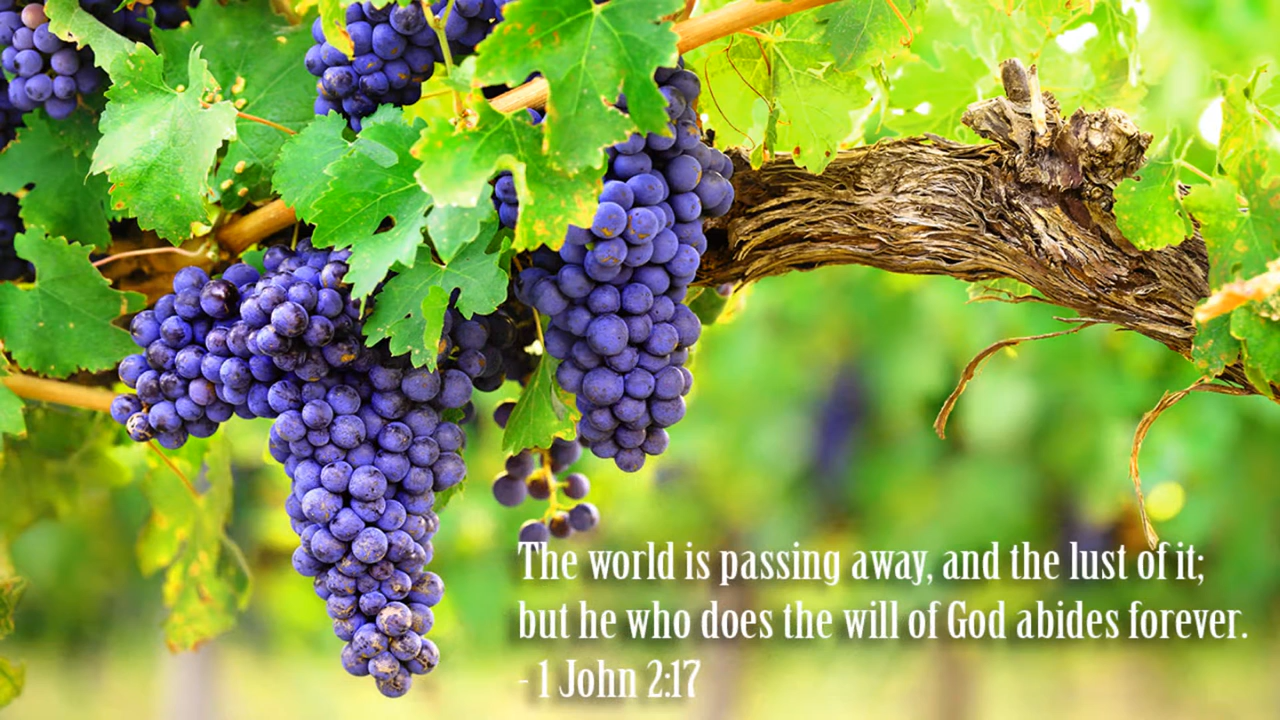 The world is passing away, and the lust of it;
but he who does the will of God abides forever.
- 1 John 2:17